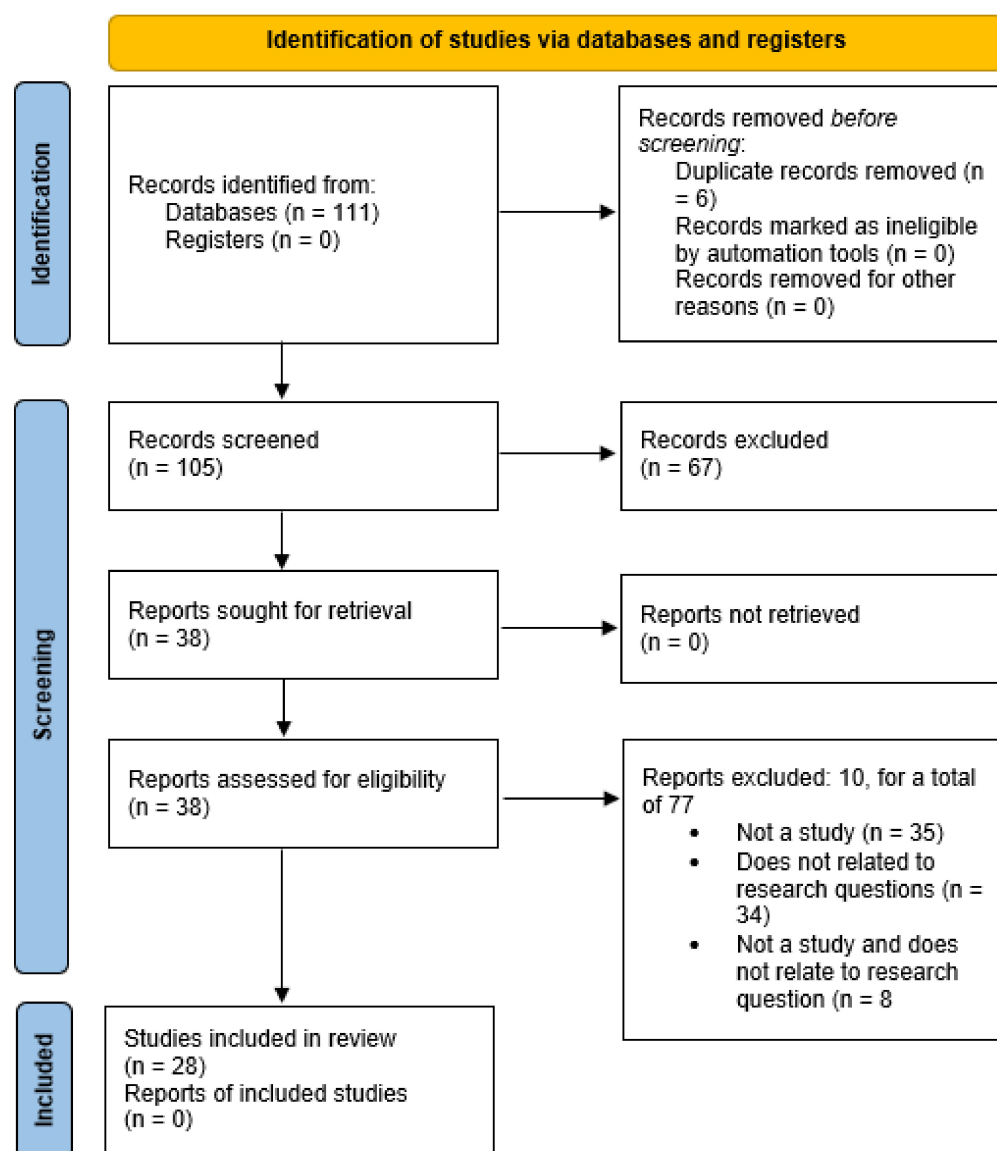 Identification of studies via databases and registers
Identification
Records identified from:
Databases (n = 111)
Registers (n = 0)
Records removed before
screening:
Duplicate records removed (n
= 6)
Records marked as ineligible
by automation tools (n = 0)
Records removed for other
reasons (n = 0)
Screening
Records screened
(n = 105)
Records excluded
(n = 67)
Reports sought for retrieval
(n = 38)
Reports not retrieved
(n = 0)
Reports assessed for eligibility
(n = 38)
Reports excluded: 10, for a total
of 77
• Not a study (n = 35)
• Does not related to
research questions (n =
34)
• Not a study and does
not relate to research
question (n = 8
Included
Studies included in review
(n = 28)
Reports of included studies
(n = 0)